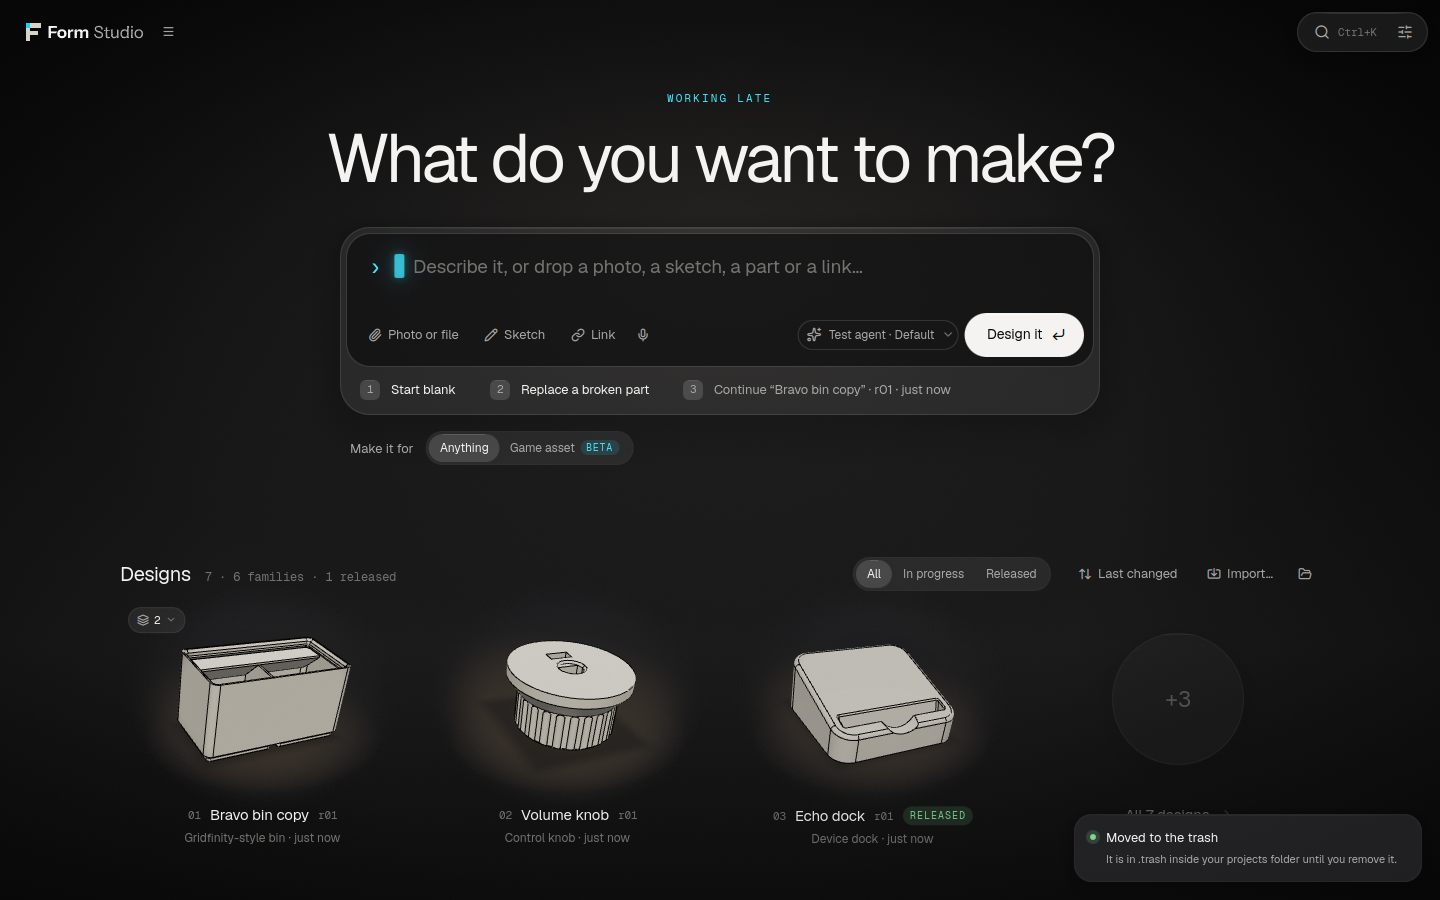 Form Studio
Ctrl+K
WORKING LATE
What do you want to make?
› Describe it, or drop a photo, a sketch, a part or a link...
Photo or file Sketch Link Test agent · Default Design it
1 Start blank 2 Replace a broken part 3 Continue “Bravo bin copy” · r01 · just now
Make it for Anything Game asset BETA
Designs 7 · 6 families · 1 released All In progress Released Last changed Import...
2
+3
01 Bravo bin copy r01
Gridfinity-style bin · just now
02 Volume knob r01
Control knob · just now
03 Echo dock r01 RELEASED
Device dock · just now
All 7 designs
Moved to the trash
It is in .trash inside your projects folder until you remove it.